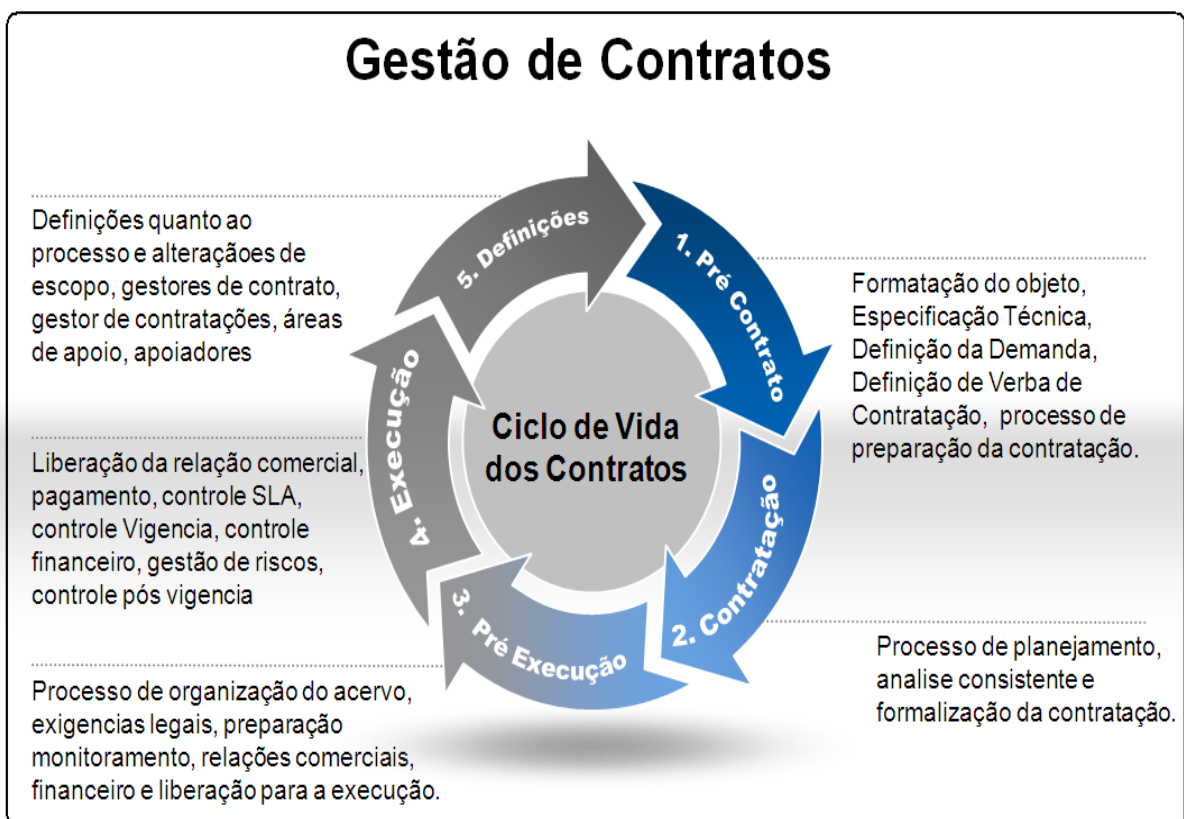 Gestão de Contratos
5. Definições
Definições quanto ao
processo e alteraçãoes de
escopo, gestores de contrato,
gestor de contratações, áreas
de apoio, apoiadores
1. Pré Contrato
Formatação do objeto,
Especificação Técnica,
Definição da Demanda,
Definição de Verba de
Contratação, processo de
preparação da contratação.
Ciclo de Vida
dos Contratos
4. Execução
Liberação da relação comercial,
pagamento, controle SLA,
controle Vigencia, controle
financeiro, gestão de riscos,
controle pós vigencia
2. Contratação
Processo de planejamento,
analise consistente e
formalização da contratação.
3. Pré Execução
Processo de organização do acervo,
exigencias legais, preparação
monitoramento, relações comerciais,
financeiro e liberação para a execução.